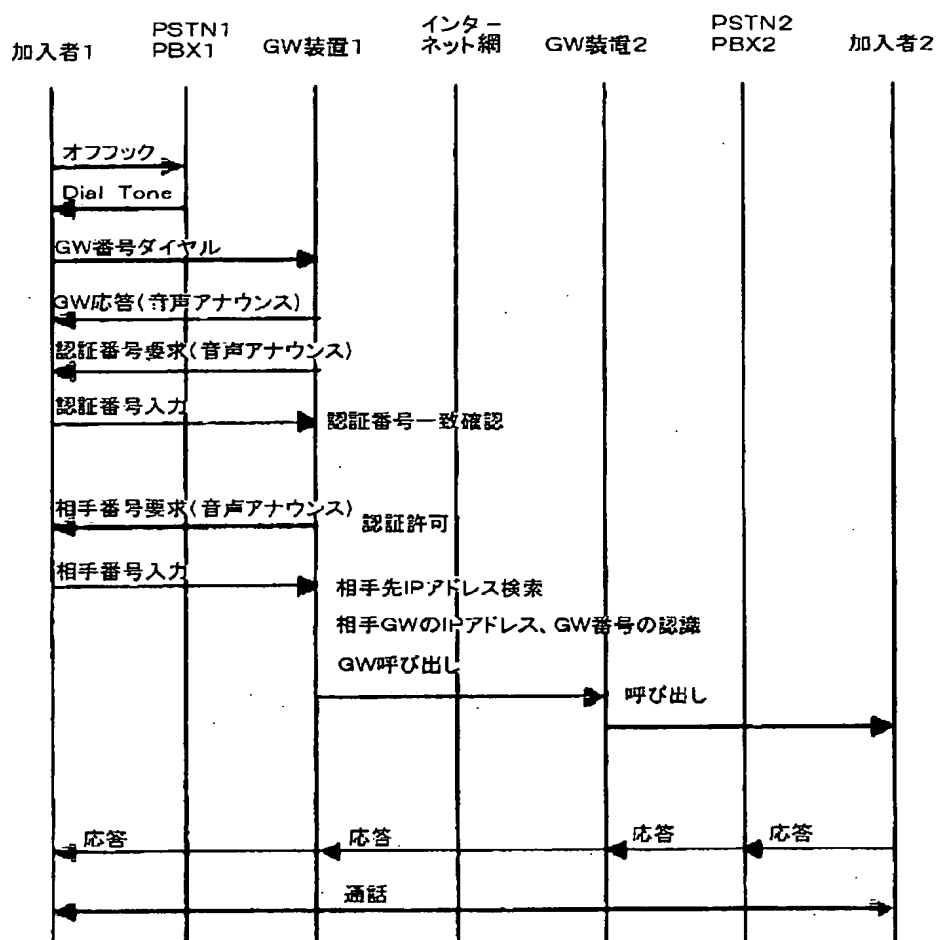 加入者1
PSTN1
PBX1
GW装置1
インター
ネット網
GW装置2
PSTN2
PBX2
加入者2
オフフック
Dial Tone
GW番号ダイヤル
GW応答(音声アナウンス)
認証番号要求(音声アナウンス)
認証番号入力
認証番号一致確認
相手番号要求(音声アナウンス)
認証許可
相手番号入力
相手先IPアドレス検索
相手GWのIPアドレス、GW番号の認識
GW呼び出し
呼び出し
応答
応答
応答
応答
通話